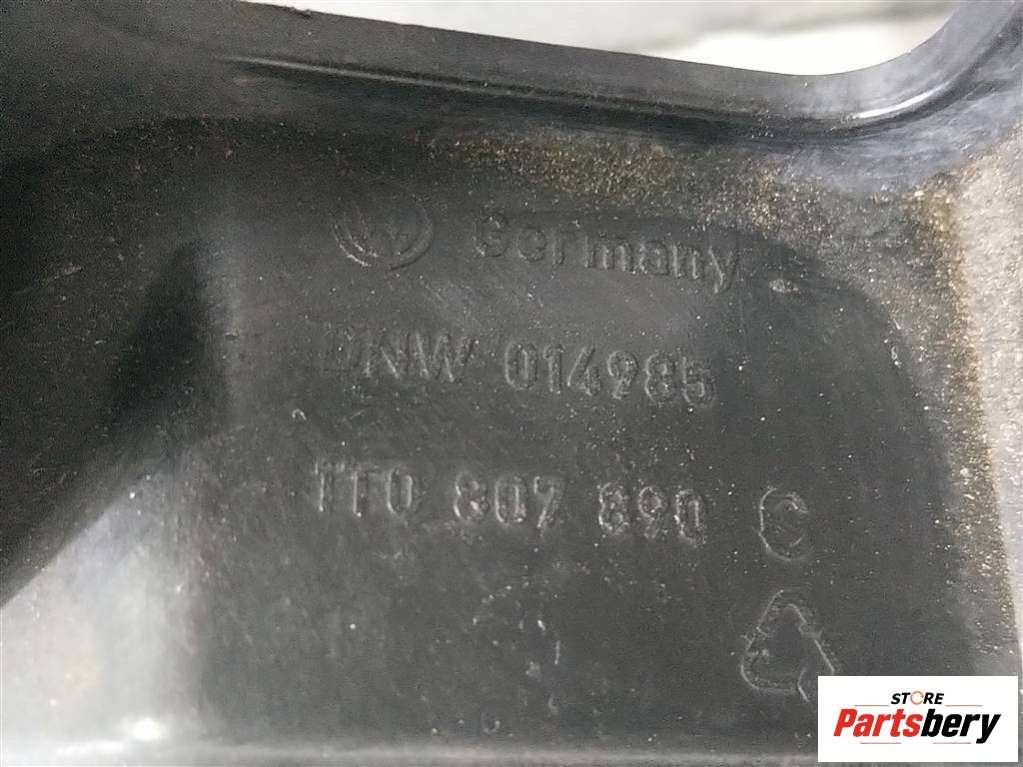 Germany
DNW 014985
1T0 807 890 C
STORE
Partsbery